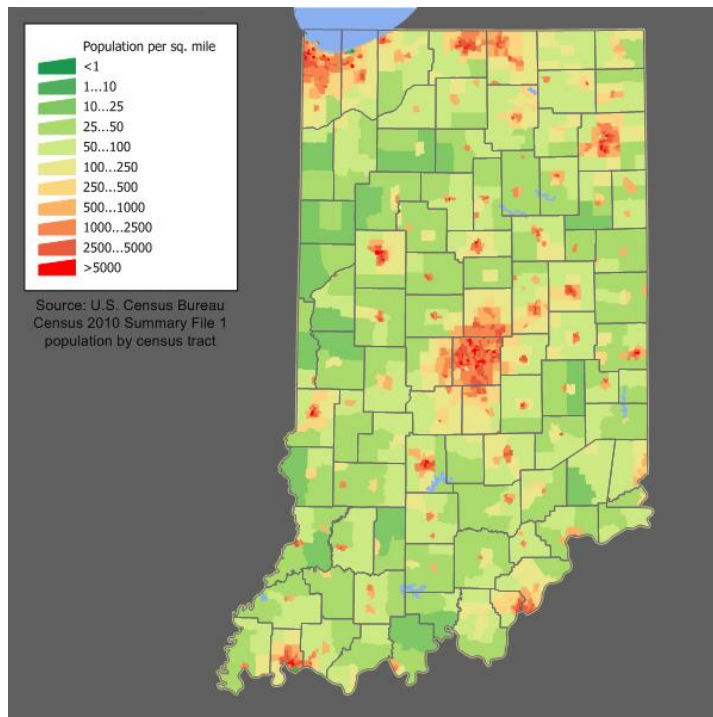 Population per sq. mile
<1
1...10
10...25
25...50
50...100
100...250
250...500
500...1000
1000...2500
2500...5000
>5000
Source: U.S. Census Bureau
Census 2010 Summary File 1
population by census tract